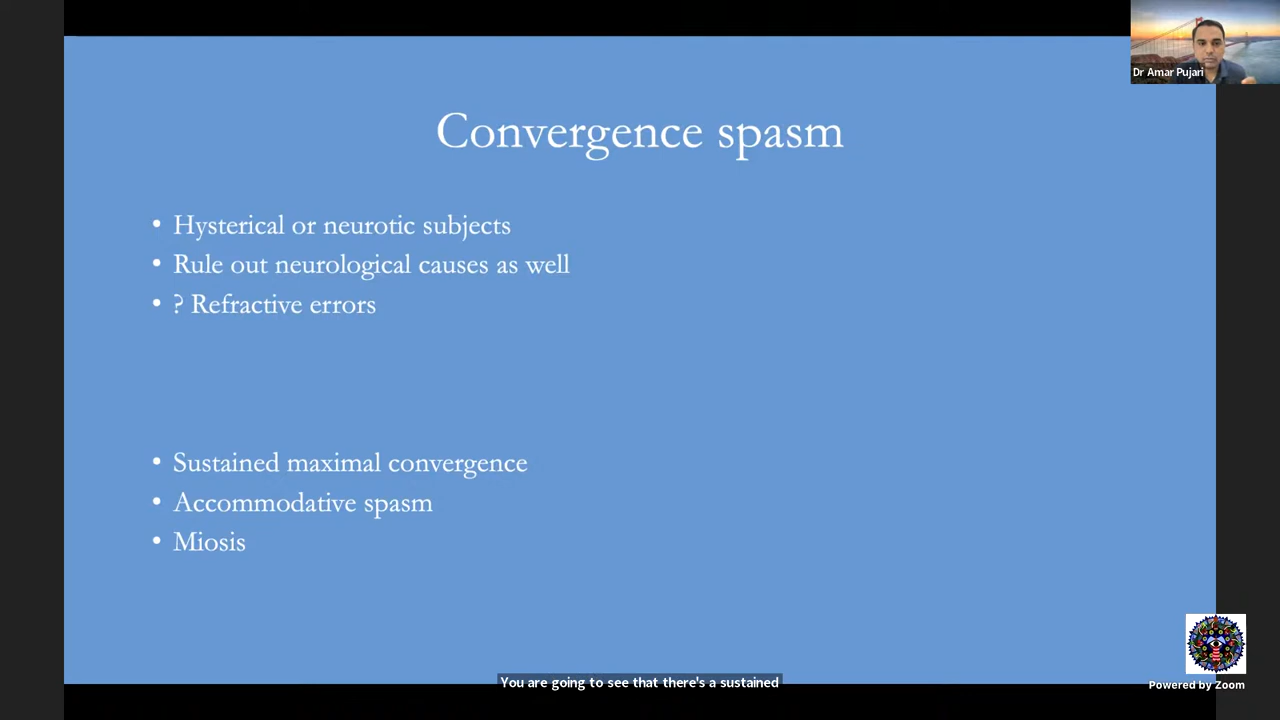 Dr Amar Pujari
Convergence spasm
• Hysterical or neurotic subjects
• Rule out neurological causes as well
• ? Refractive errors
• Sustained maximal convergence
• Accommodative spasm
• Miosis
You are going to see that there's a sustained
Powered by Zoom